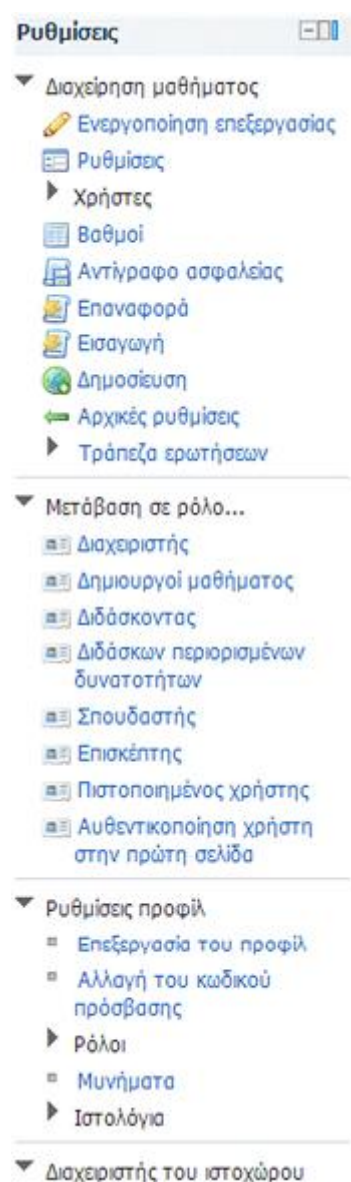 Ρυθμίσεις
Διαχείρηση μαθήματος
Ενεργοποίηση επεξεργασίας
Ρυθμίσεις
Χρήστες
Βαθμοί
Αντίγραφο ασφαλείας
Επαναφορά
Εισαγωγή
Δημοσίευση
Αρχικές ρυθμίσεις
Τράπεζα ερωτήσεων
Μετάβαση σε ρόλο...
Διαχειριστής
Δημιουργοί μαθήματος
Διδάσκοντας
Διδάσκων περιορισμένων
δυνατοτήτων
Σπουδαστής
Επισκέπτης
Πιστοποιημένος χρήστης
Αυθεντικοποίηση χρήστη
στην πρώτη σελίδα
Ρυθμίσεις προφίλ
Επεξεργασία του προφίλ
Αλλαγή του κωδικού
πρόσβασης
Ρόλοι
Μυνήματα
Ιστολόγια
Διαχειριστής του ιστοχώρου